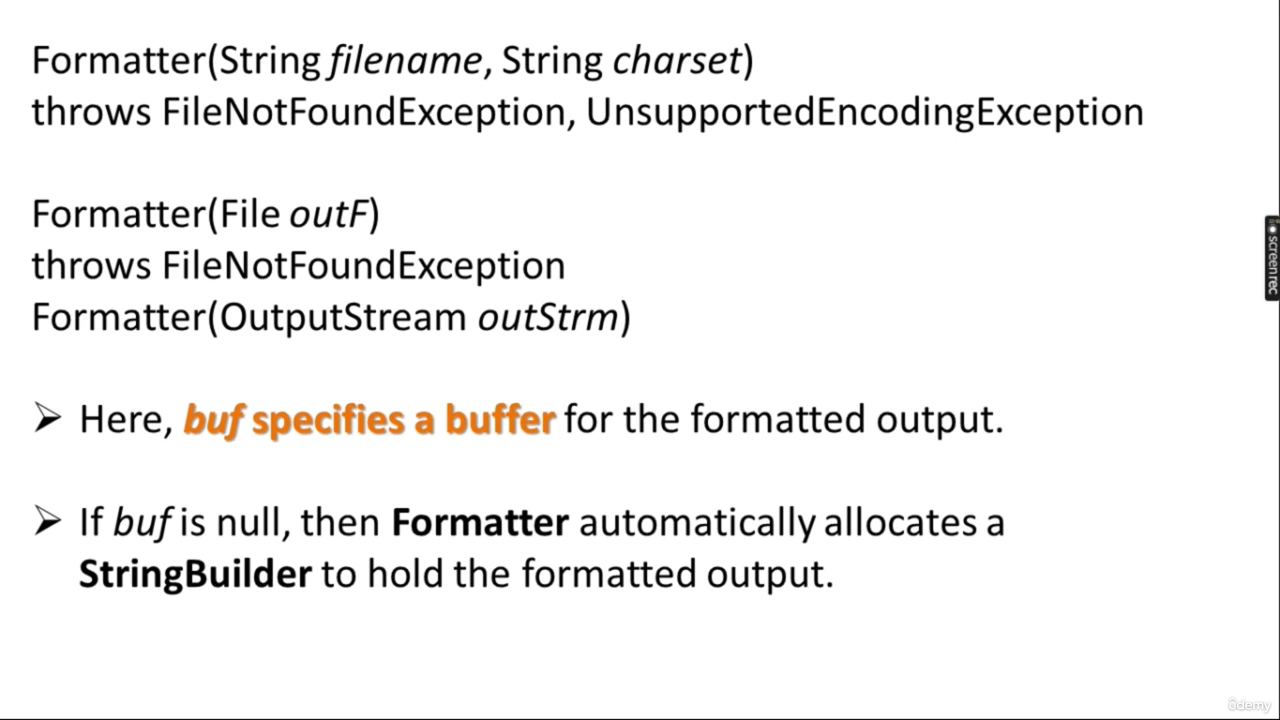 Formatter(String filename, String charset)
throws FileNotFoundException, UnsupportedEncodingException
Formatter(File outF)
throws FileNotFoundException
Formatter(OutputStream outStrm)
➢ Here, buf specifies a buffer for the formatted output.
➢ If buf is null, then Formatter automatically allocates a
StringBuilder to hold the formatted output.
screenrec
ûdemy